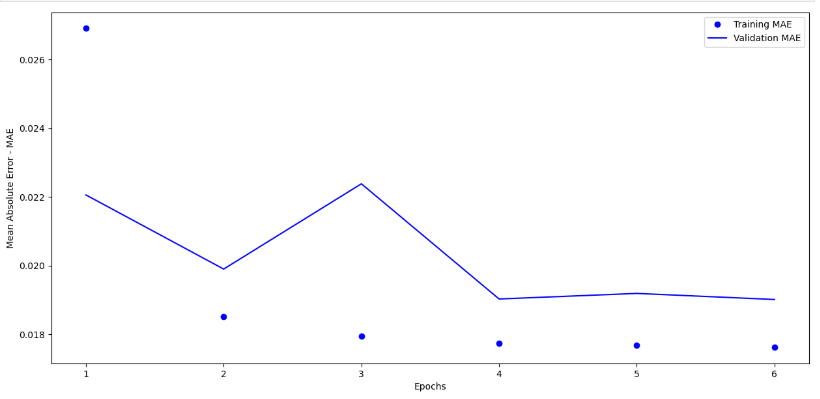 Training MAE
Validation MAE
0.026
0.024
0.022
0.020
0.018
Mean Absolute Error - MAE
1 2 3 4 5 6
Epochs